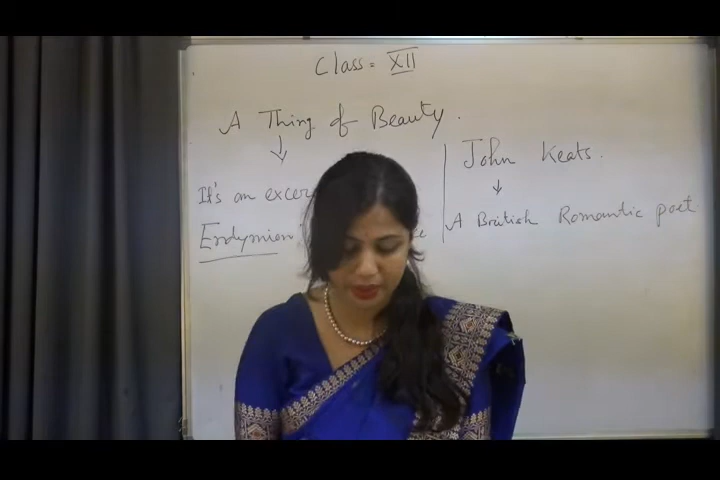 Class = XII
A Thing of Beauty.
It's an excer
Endymion
John Keats.
A British Romantic poet